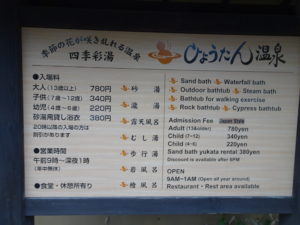 季節の花が咲き乱れる温泉
四季彩湯
ひょうたん温泉
●入場料
大人(13歳以上) 780円
子供(7歳〜12歳) 340円
幼児(4歳〜6歳) 220円
砂湯用貸し浴衣 380円
20時以降の入場の方は
割引があります
●営業時間
午前9時〜深夜1時
(年中無休)
●食堂・休憩所有り
砂湯
瀧湯
露天風呂
むし湯
歩行湯
岩風呂
檜風呂
Sand bath Waterfall bath
Outdoor bathtub Steam bath
Bathtub for walking exercise
Rock bathtub Cypress bathtub
Admission Fee Japan Style
Adult (13&older) 780yen
Child (7~12) 340yen
Child (4~6) 220yen
Sand bath yukata rental 380yen
Discount is available after 8PM
OPEN
9AM~1AM (Open all year around)
Restaurant・Rest area available